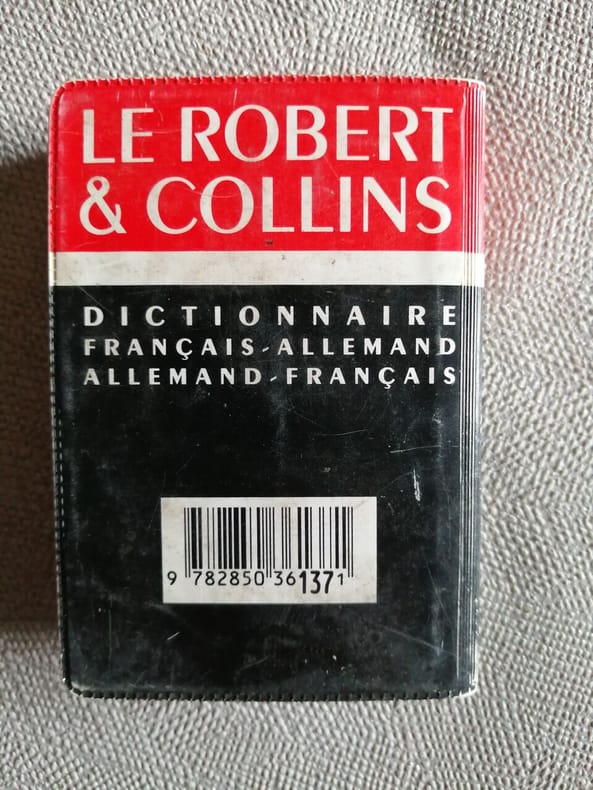 LE ROBERT
& COLLINS
DICTIONNAIRE
FRANÇAIS-ALLEMAND
ALLEMAND-FRANÇAIS
9 782850 361371